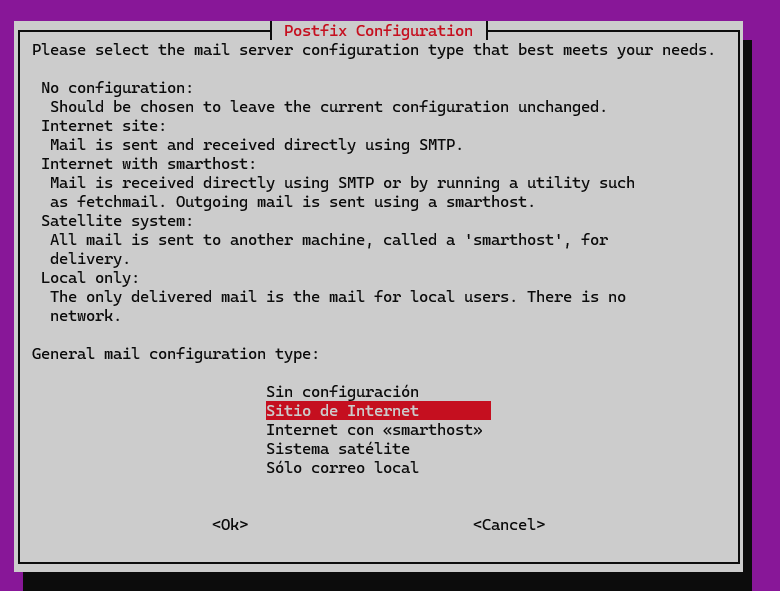 Postfix Configuration
Please select the mail server configuration type that best meets your needs.
No configuration:
Should be chosen to leave the current configuration unchanged.
Internet site:
Mail is sent and received directly using SMTP.
Internet with smarthost:
Mail is received directly using SMTP or by running a utility such
as fetchmail. Outgoing mail is sent using a smarthost.
Satellite system:
All mail is sent to another machine, called a 'smarthost', for
delivery.
Local only:
The only delivered mail is the mail for local users. There is no
network.
General mail configuration type:
Sin configuración
Sitio de Internet
Internet con «smarthost»
Sistema satélite
Sólo correo local
<Ok> <Cancel>